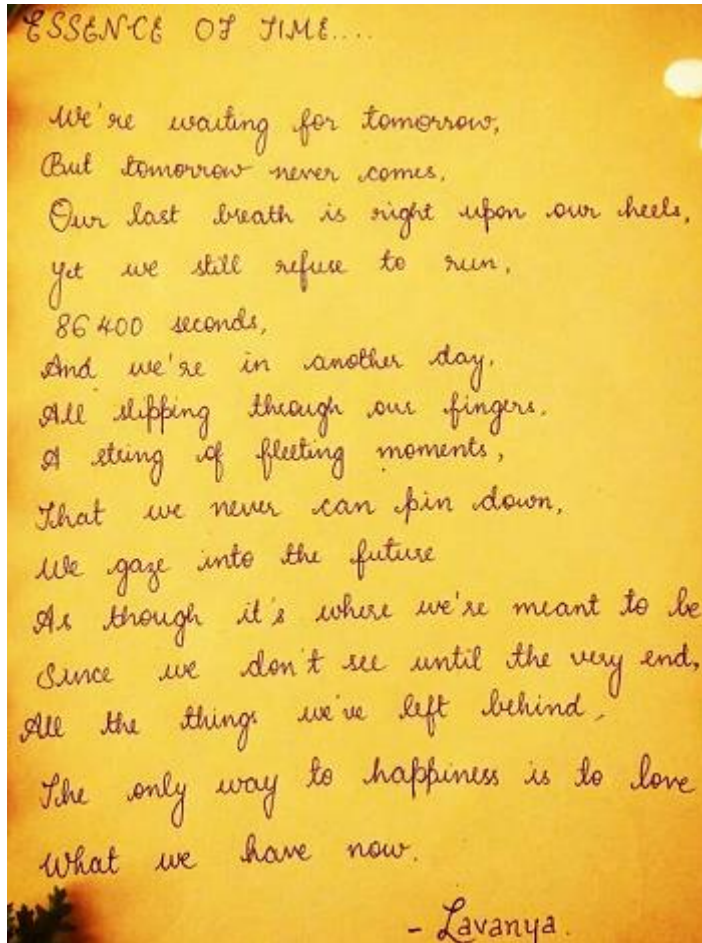 ESSENCE OF TIME....
We're waiting for tomorrow,
But tomorrow never comes.
Our last breath is right upon our heels,
Yet we still refuse to run,
86400 seconds,
And we're in another day,
All slipping through our fingers.
A string of fleeting moments,
That we never can pin down,
We gaze into the future
As though it's where we're meant to be
Since we don't see until the very end,
All the things we've left behind,
The only way to happiness is to love
What we have now.
- Lavanya.